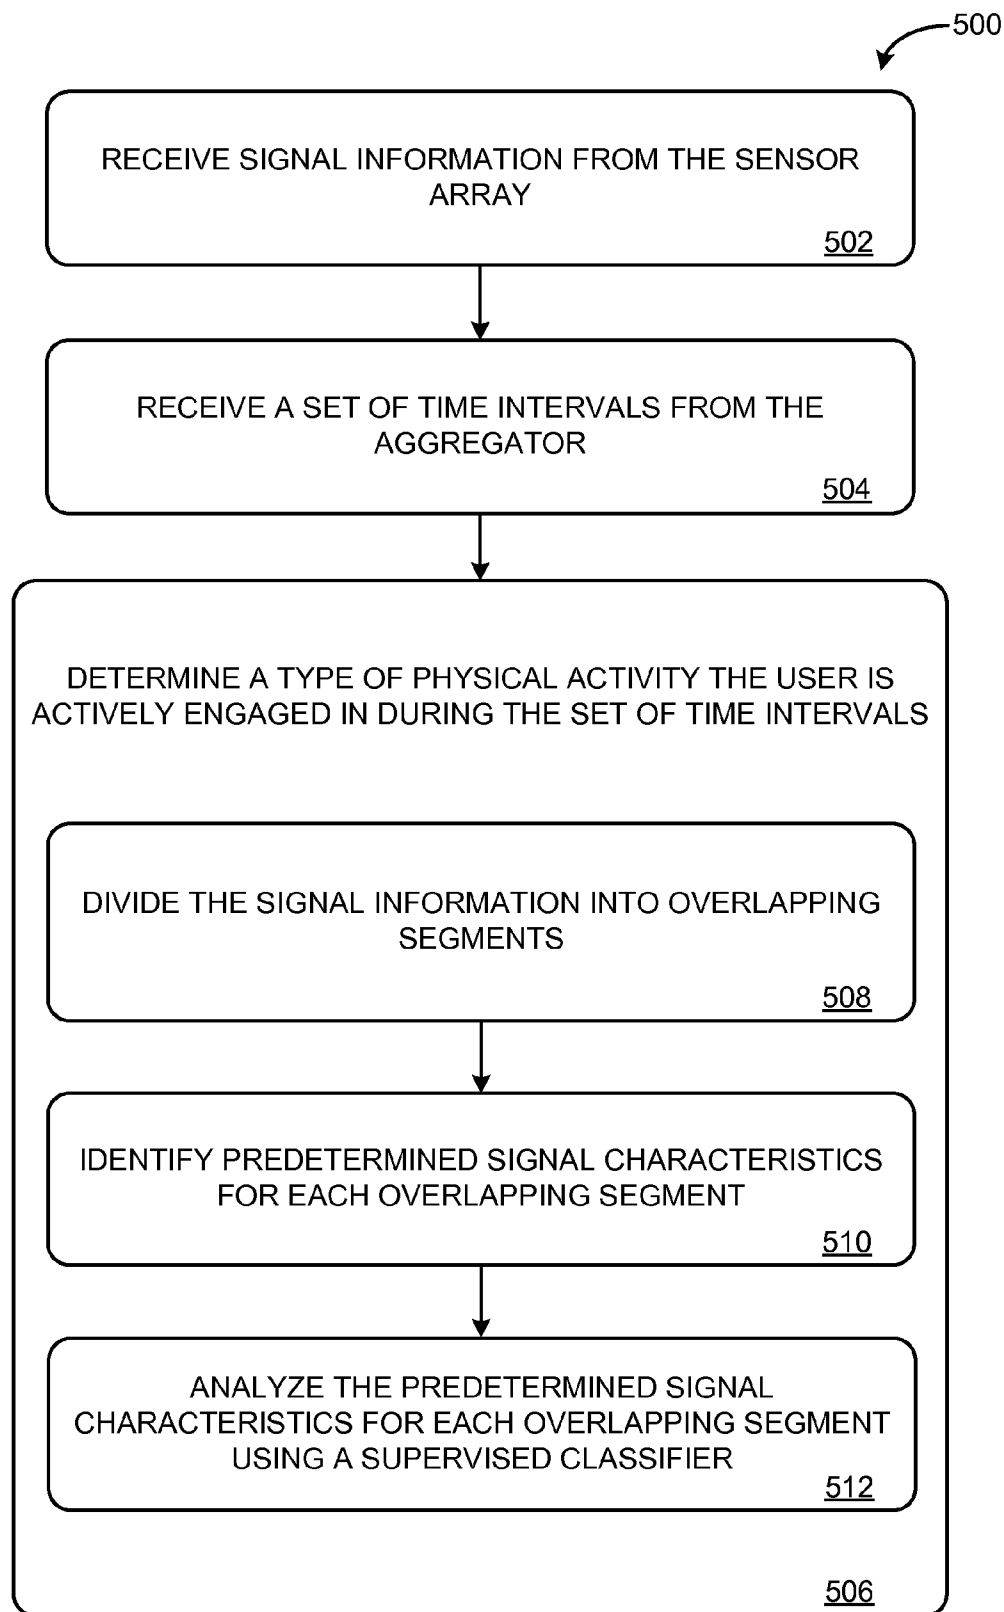 500
RECEIVE SIGNAL INFORMATION FROM THE SENSOR
ARRAY
502
RECEIVE A SET OF TIME INTERVALS FROM THE
AGGREGATOR
504
DETERMINE A TYPE OF PHYSICAL ACTIVITY THE USER IS
ACTIVELY ENGAGED IN DURING THE SET OF TIME INTERVALS
DIVIDE THE SIGNAL INFORMATION INTO OVERLAPPING
SEGMENTS
508
IDENTIFY PREDETERMINED SIGNAL CHARACTERISTICS
FOR EACH OVERLAPPING SEGMENT
510
ANALYZE THE PREDETERMINED SIGNAL
CHARACTERISTICS FOR EACH OVERLAPPING SEGMENT
USING A SUPERVISED CLASSIFIER
512
506